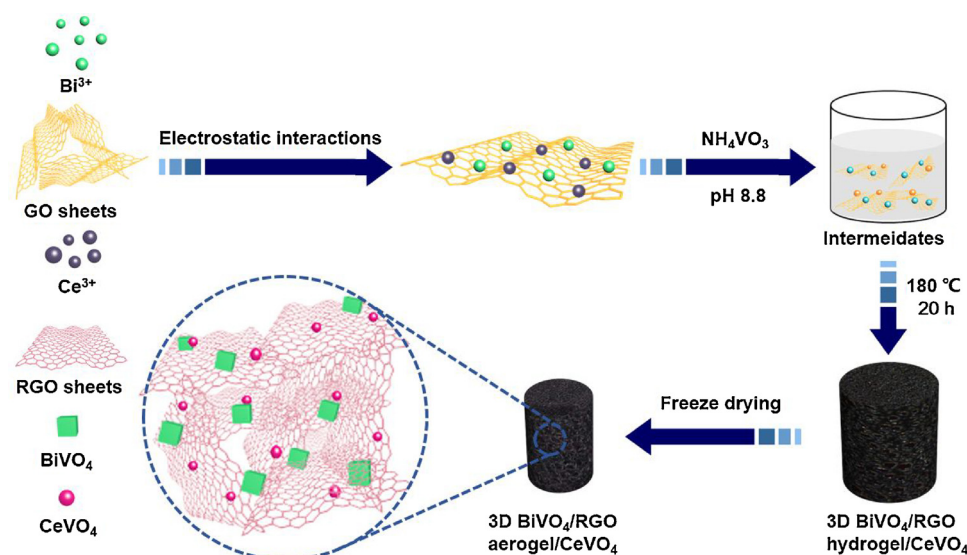 Bi³⁺
GO sheets
Ce³⁺
RGO sheets
BiVO₄
CeVO₄
Electrostatic interactions
NH₄VO₃
pH 8.8
Intermeidates
180 ℃
20 h
Freeze drying
3D BiVO₄/RGO
hydrogel/CeVO₄
3D BiVO₄/RGO
aerogel/CeVO₄